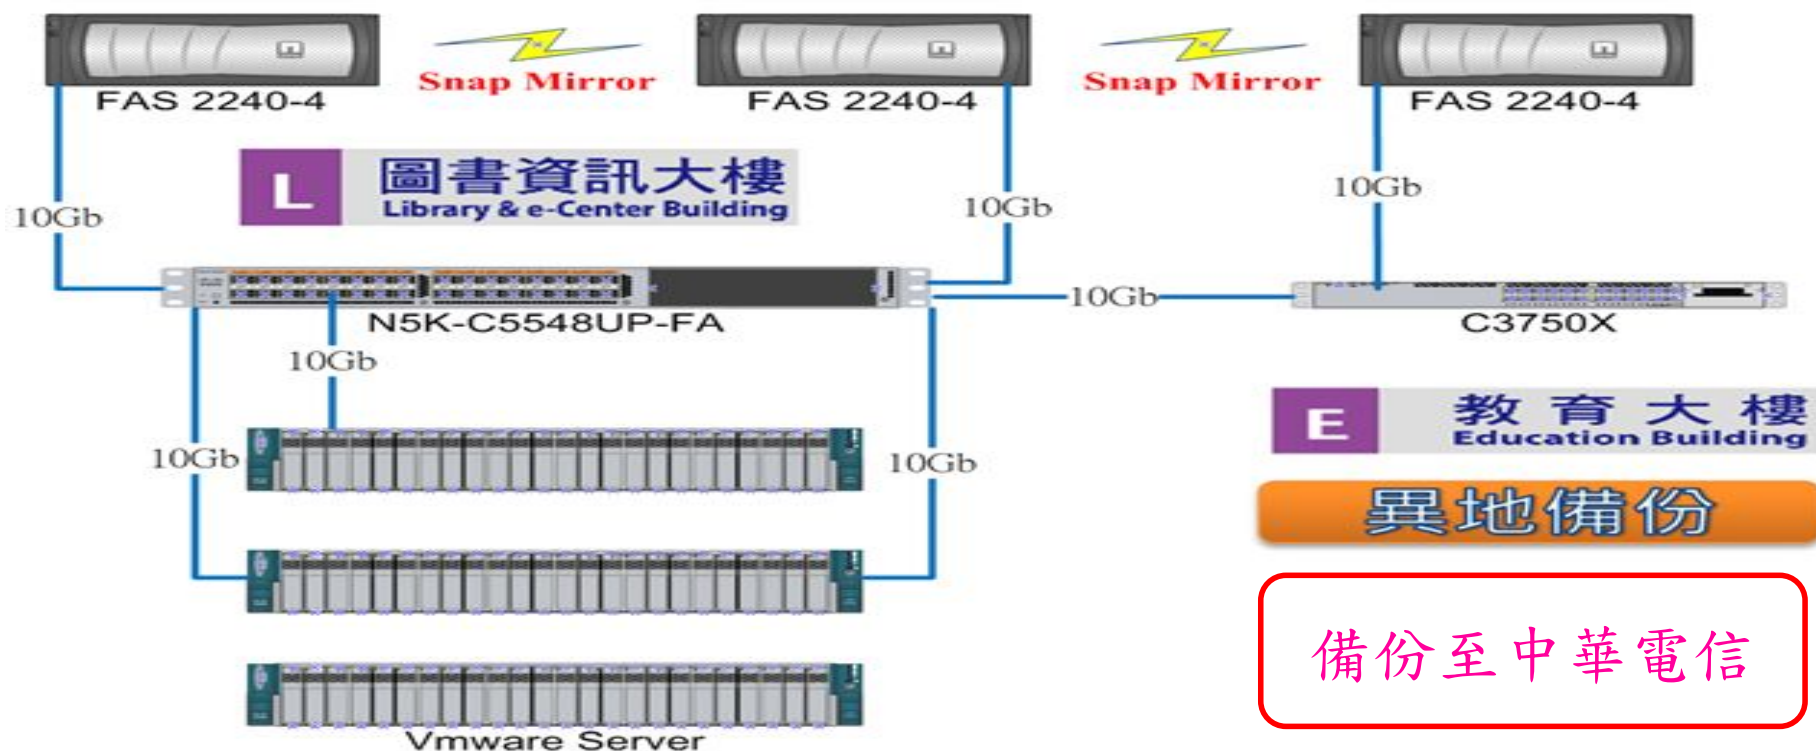 Snap Mirror
Snap Mirror
FAS 2240-4
FAS 2240-4
FAS 2240-4
L
圖書資訊大樓
Library & e-Center Building
10Gb
10Gb
10Gb
10Gb
N5K-C5548UP-FA
C3750X
10Gb
10Gb
10Gb
E
教育大樓
Education Building
異地備份
備份至中華電信
Vmware Server